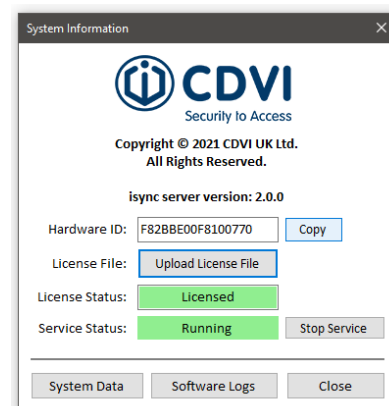 System Information
CDVI
Security to Access
Copyright © 2021 CDVI UK Ltd.
All Rights Reserved.
isync server version: 2.0.0
Hardware ID: F82BBE00F8100770 Copy
License File: Upload License File
License Status: Licensed
Service Status: Running Stop Service
System Data Software Logs Close